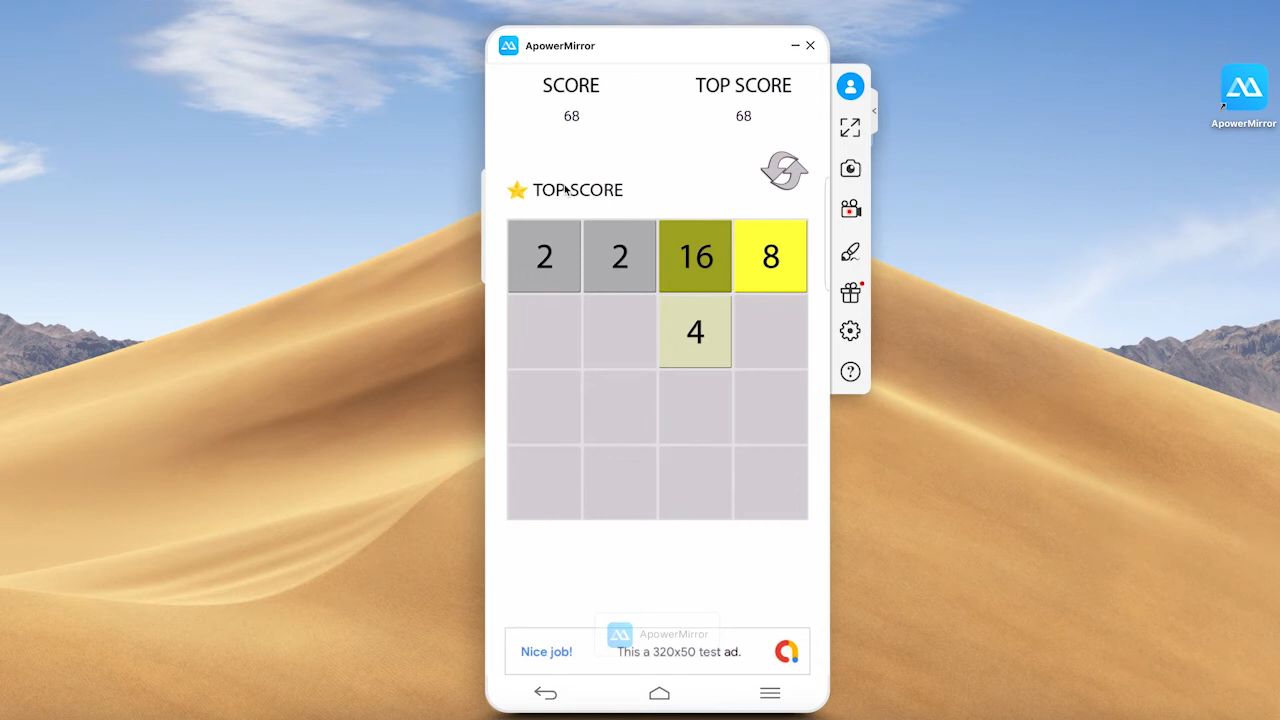 ApowerMirror
SCORE
TOP SCORE
68
68
TOP SCORE
2
2
16
8
4
ApowerMirror
Nice job!
This a 320x50 test ad.
ApowerMirror